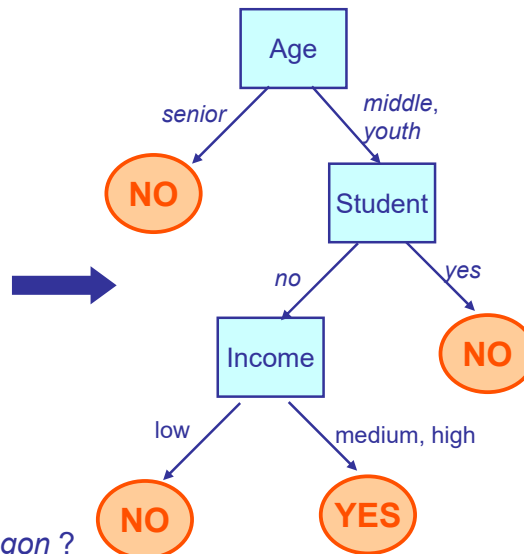 Age
senior
middle,
youth
NO
Student
no
yes
Income
NO
low
medium, high
NO
YES
gon ?